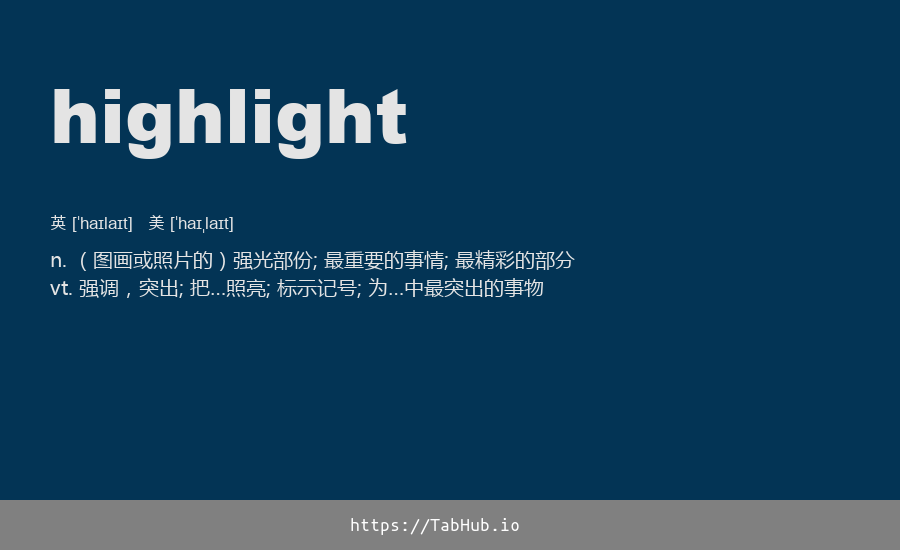 highlight
英 [ˈhaɪlaɪt] 美 [ˈhaɪˌlaɪt]
n. （图画或照片的）强光部份; 最重要的事情; 最精彩的部分
vt. 强调，突出; 把…照亮; 标示记号; 为…中最突出的事物
https://TabHub.io